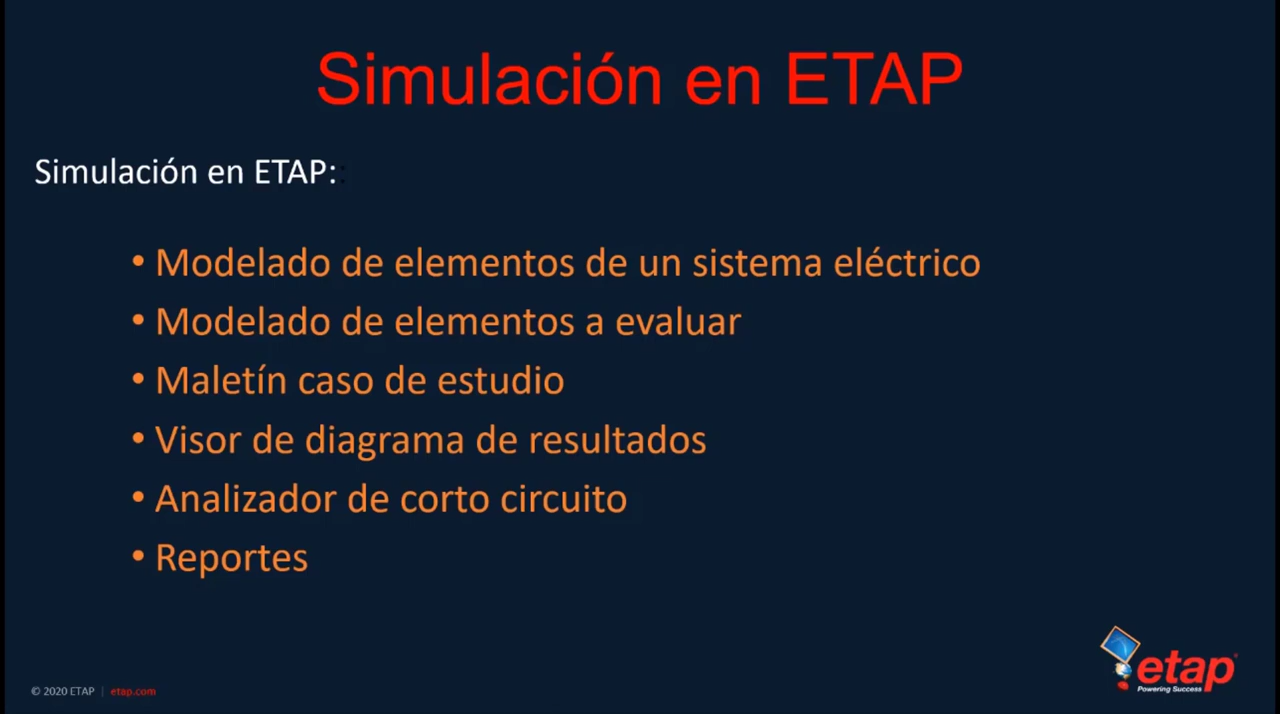 Simulación en ETAP
Simulación en ETAP:
• Modelado de elementos de un sistema eléctrico
• Modelado de elementos a evaluar
• Maletín caso de estudio
• Visor de diagrama de resultados
• Analizador de corto circuito
• Reportes
etap
Powering Success
© 2020 ETAP | etap.com